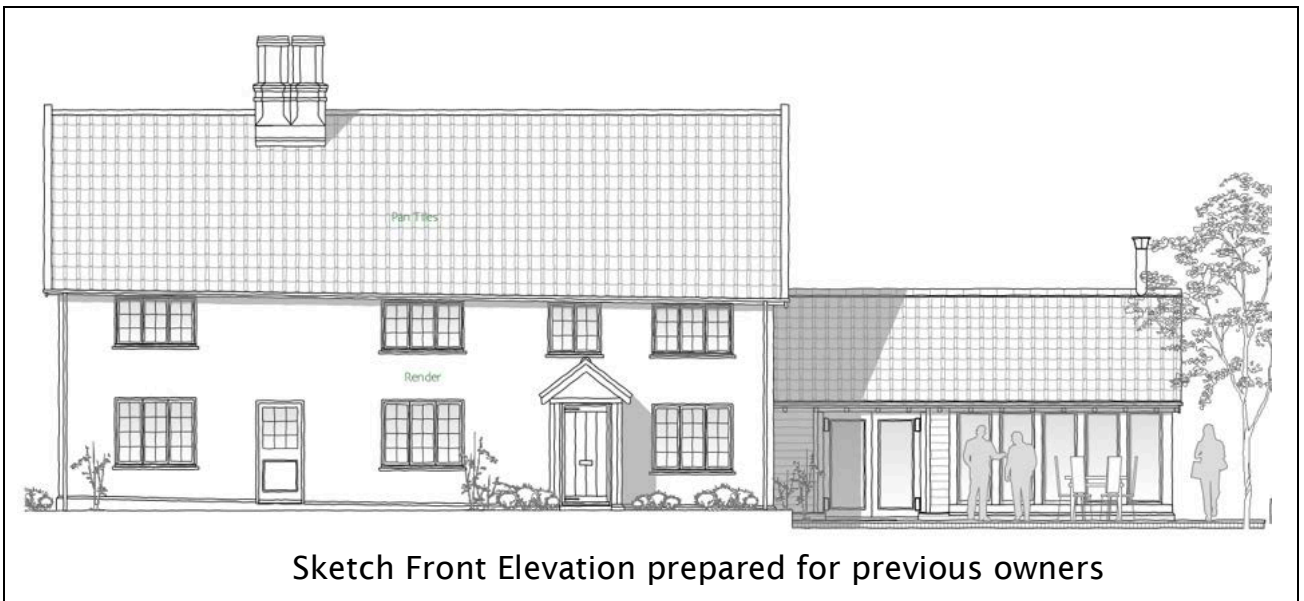 Pan Tiles
Render
Sketch Front Elevation prepared for previous owners